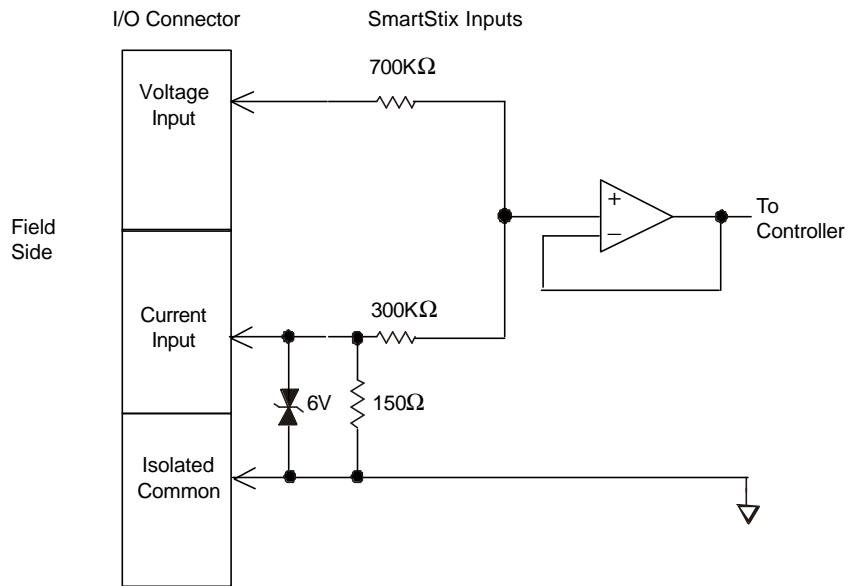 I/O Connector
SmartStix Inputs
700KΩ
Voltage
Input
+
−
To
Controller
Field
Side
300KΩ
Current
Input
6V
150Ω
Isolated
Common